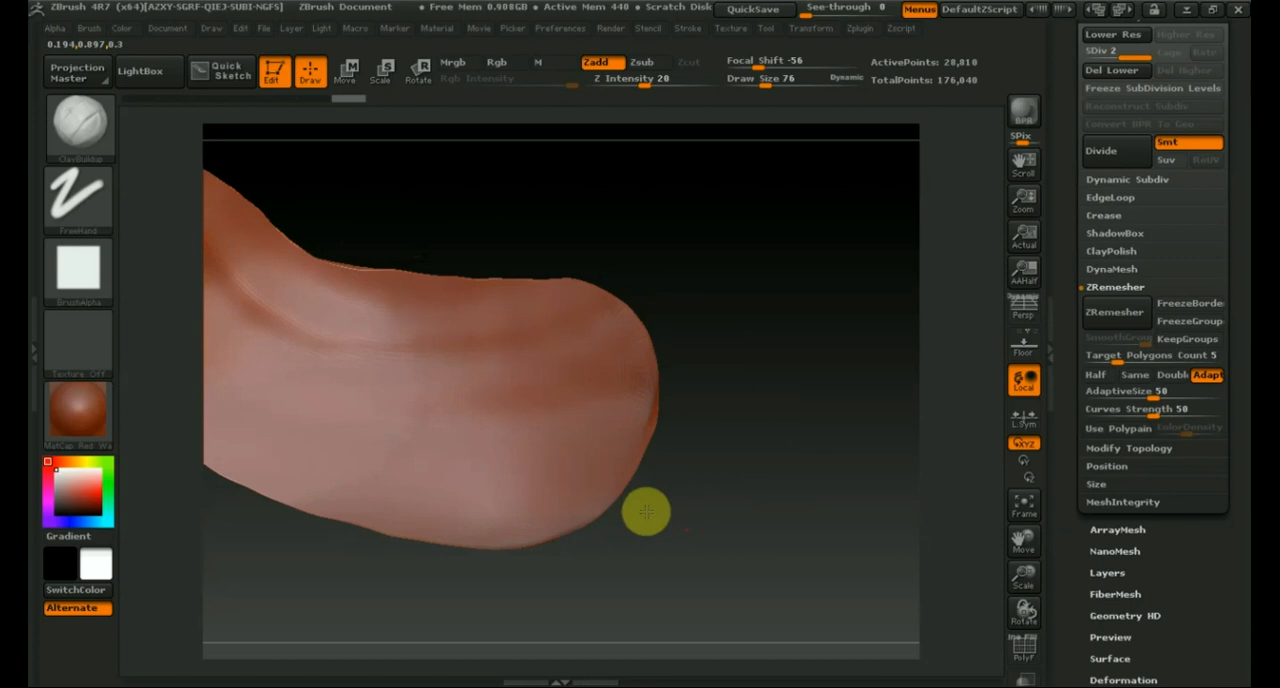 ZBrush 4R7 (x64)[AZXY-SGRF-QIEJ-SUBI-NGFS] ZBrush Document • Free Mem 0.908GB • Active Mem 440 • Scratch Disk QuickSave See-through 0 Menus DefaultZScript
Alpha Brush Color Document Draw Edit File Layer Light Macro Marker Material Movie Picker Preferences Render Stencil Stroke Texture Tool Transform Zplugin Zscript
0.194,0.897,0.3
Projection Master
LightBox
Quick Sketch
Edit
Draw
Move
Scale
Rotate
Mrgb Rgb M
Rgb Intensity
Zadd Zsub Zcut
Z Intensity 20
Focal Shift -56
Draw Size 76 Dynamic
ActivePoints: 28,810
TotalPoints: 176,040
ClayBuildup
FreeHand
BrushAlpha
Texture Off
MatCap Red Wa
Gradient
SwitchColor
Alternate
BPR
SPix
Scroll
Zoom
Actual
AAHalf
Dynamic
Persp
Floor
Local
L.Sym
XYZ
Frame
Move
Scale
Rotate
PolyF
Lower Res Higher Res
SDiv 2 Cage Rstr
Del Lower Del Higher
Freeze SubDivision Levels
Reconstruct Subdiv
Convert BPR To Geo
Divide
Smt
Suv ReUV
Dynamic Subdiv
EdgeLoop
Crease
ShadowBox
ClayPolish
DynaMesh
ZRemesher
ZRemesher
FreezeBorde
FreezeGroup
SmoothGrou KeepGroups
Target Polygons Count 5
Half Same Doubl Adapt
AdaptiveSize 50
Curves Strength 50
Use Polypain ColorDensity
Modify Topology
Position
Size
MeshIntegrity
ArrayMesh
NanoMesh
Layers
FiberMesh
Geometry HD
Preview
Surface
Deformation